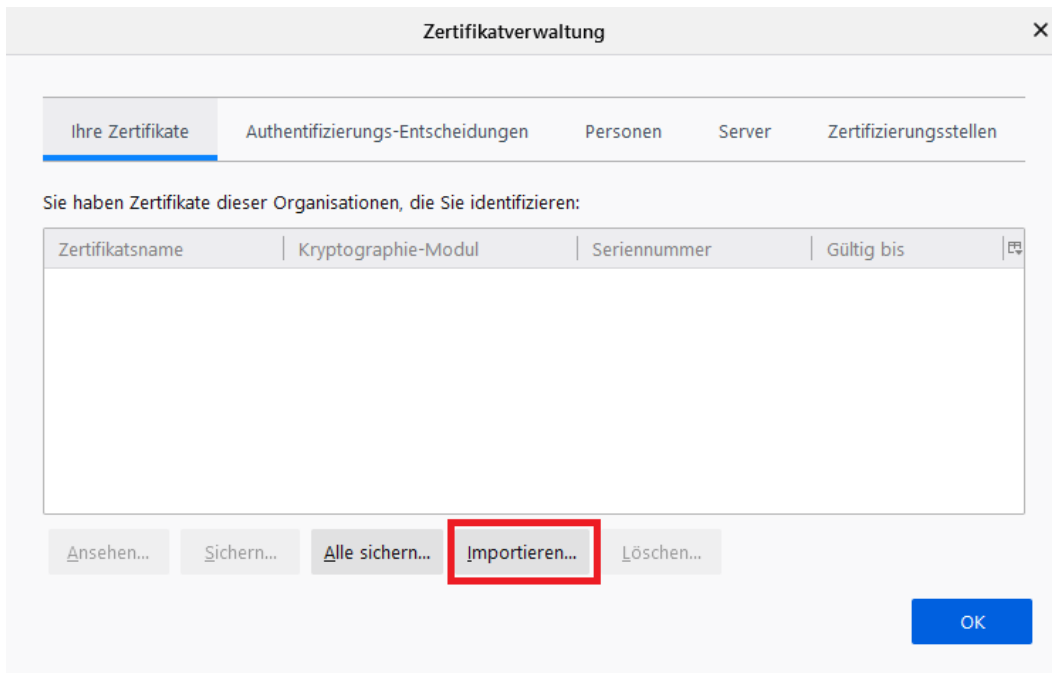 Zertifikatverwaltung
Ihre Zertifikate Authentifizierungs-Entscheidungen Personen Server Zertifizierungsstellen
Sie haben Zertifikate dieser Organisationen, die Sie identifizieren:
Zertifikatsname Kryptographie-Modul Seriennummer Gültig bis
Ansehen... Sichern... Alle sichern... Importieren... Löschen...
OK